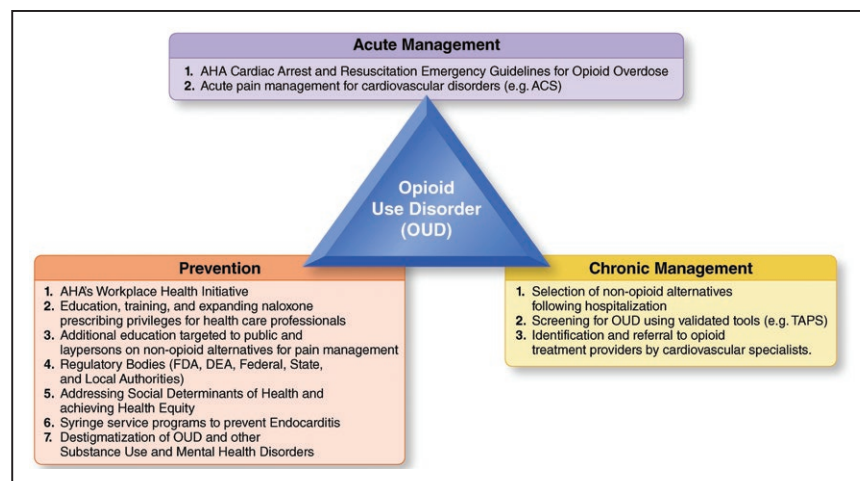 Acute Management
1. AHA Cardiac Arrest and Resuscitation Emergency Guidelines for Opioid Overdose
2. Acute pain management for cardiovascular disorders (e.g. ACS)
Opioid
Use Disorder
(OUD)
Prevention
1. AHA's Workplace Health Initiative
2. Education, training, and expanding naloxone
prescribing privileges for health care professionals
3. Additional education targeted to public and
laypersons on non-opioid alternatives for pain management
4. Regulatory Bodies (FDA, DEA, Federal, State,
and Local Authorities)
5. Addressing Social Determinants of Health and
achieving Health Equity
6. Syringe service programs to prevent Endocarditis
7. Destigmatization of OUD and other
Substance Use and Mental Health Disorders
Chronic Management
1. Selection of non-opioid alternatives
following hospitalization
2. Screening for OUD using validated tools (e.g. TAPS)
3. Identification and referral to opioid
treatment providers by cardiovascular specialists.